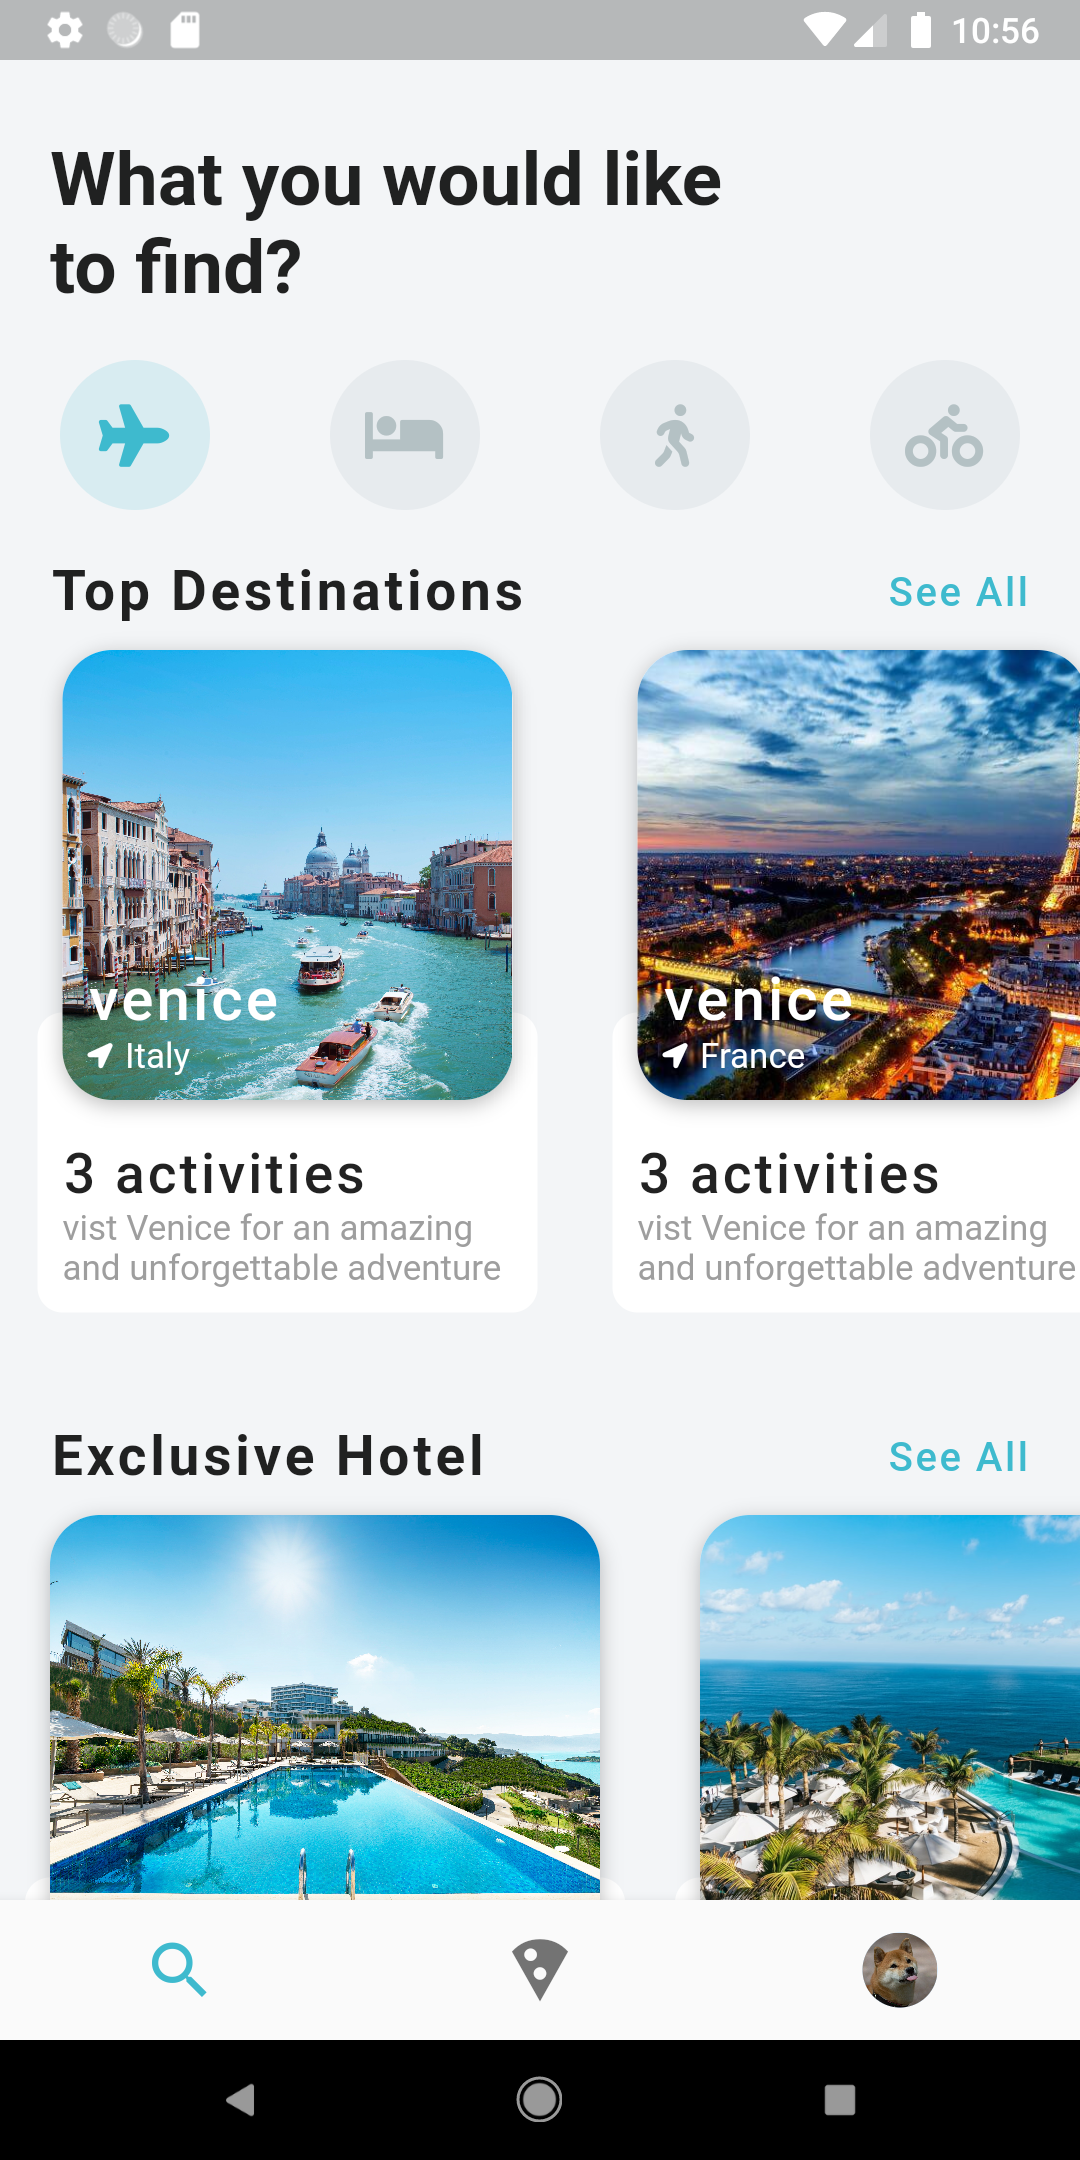 10:56
What you would like
to find?
Top Destinations
See All
venice
Italy
3 activities
vist Venice for an amazing
and unforgettable adventure
venice
France
3 activities
vist Venice for an amazing
and unforgettable adventure
Exclusive Hotel
See All